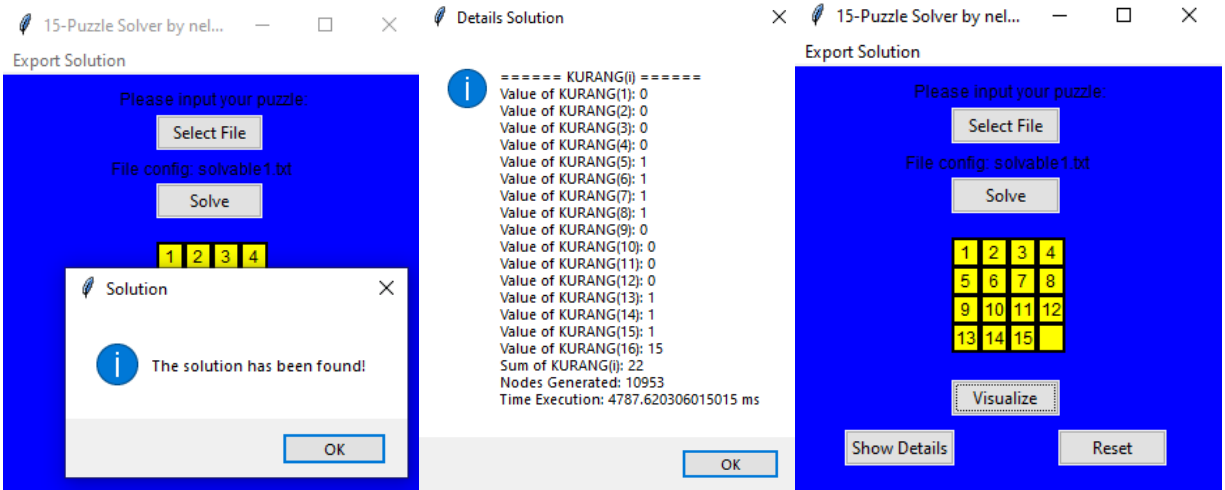 15-Puzzle Solver by nel...
Export Solution
Please input your puzzle:
Select File
File config: solvable1.txt
Solve
1 2 3 4
Solution
The solution has been found!
OK
Details Solution
====== KURANG(i) ======
Value of KURANG(1): 0
Value of KURANG(2): 0
Value of KURANG(3): 0
Value of KURANG(4): 0
Value of KURANG(5): 1
Value of KURANG(6): 1
Value of KURANG(7): 1
Value of KURANG(8): 1
Value of KURANG(9): 0
Value of KURANG(10): 0
Value of KURANG(11): 0
Value of KURANG(12): 0
Value of KURANG(13): 1
Value of KURANG(14): 1
Value of KURANG(15): 1
Value of KURANG(16): 15
Sum of KURANG(i): 22
Nodes Generated: 10953
Time Execution: 4787.620306015015 ms
OK
15-Puzzle Solver by nel...
Export Solution
Please input your puzzle:
Select File
File config: solvable1.txt
Solve
1 2 3 4
5 6 7 8
9 10 11 12
13 14 15
Visualize
Show Details
Reset